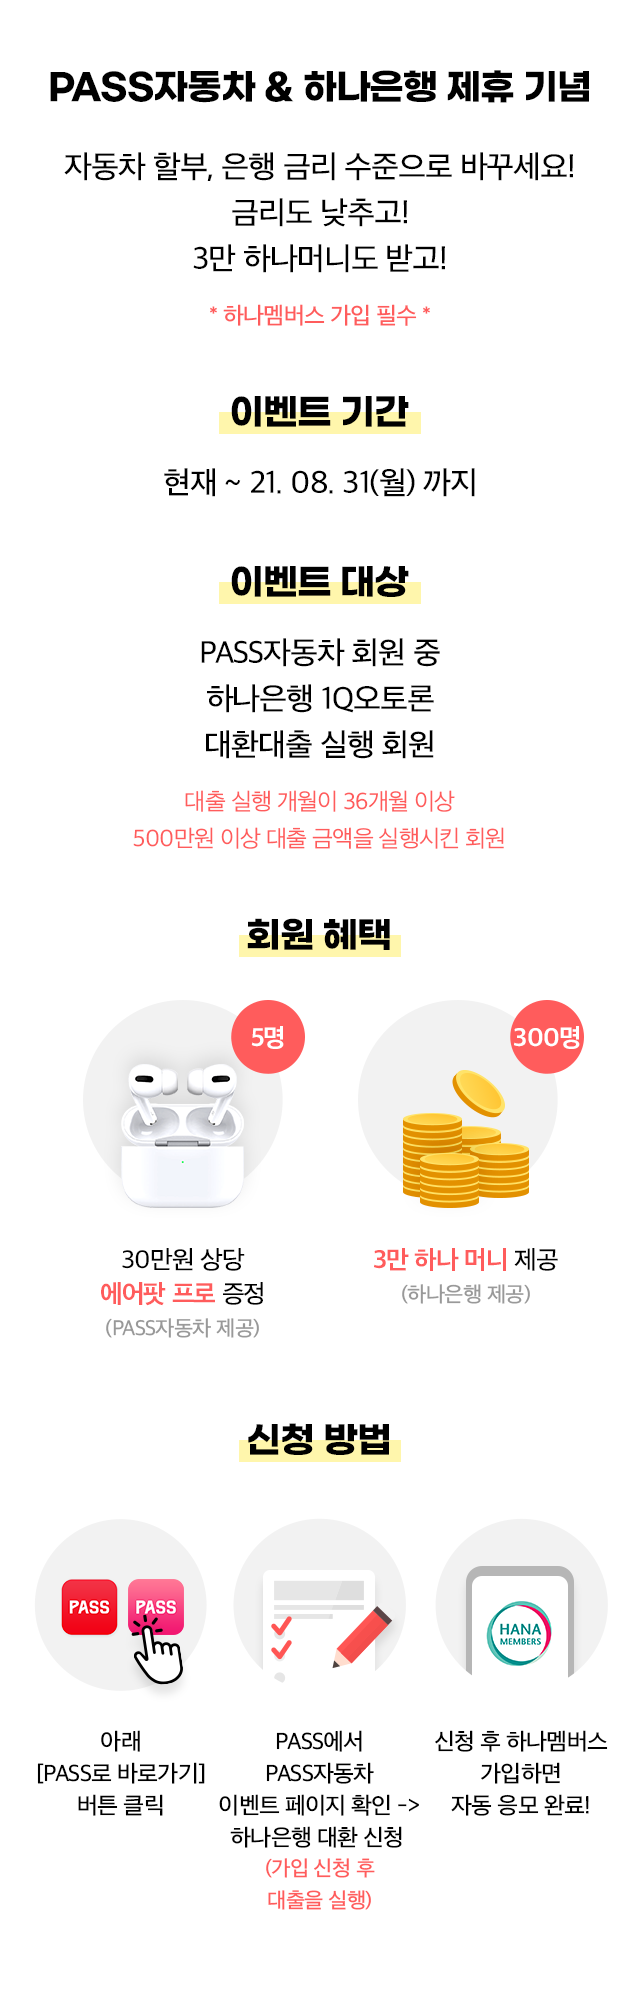 PASS자동차 & 하나은행 제휴 기념
자동차 할부, 은행 금리 수준으로 바꾸세요!
금리도 낮추고!
3만 하나머니도 받고!
* 하나멤버스 가입 필수 *
이벤트 기간
현재 ~ 21. 08. 31(월) 까지
이벤트 대상
PASS자동차 회원 중
하나은행 1Q오토론
대환대출 실행 회원
대출 실행 개월이 36개월 이상
500만원 이상 대출 금액을 실행시킨 회원
회원 혜택
5명
30만원 상당
에어팟 프로 증정
(PASS자동차 제공)
300명
3만 하나 머니 제공
(하나은행 제공)
신청 방법
PASS
PASS
아래
[PASS로 바로가기]
버튼 클릭
PASS에서
PASS자동차
이벤트 페이지 확인 ->
하나은행 대환 신청
(가입 신청 후
대출을 실행)
HANA
MEMBERS
신청 후 하나멤버스
가입하면
자동 응모 완료!